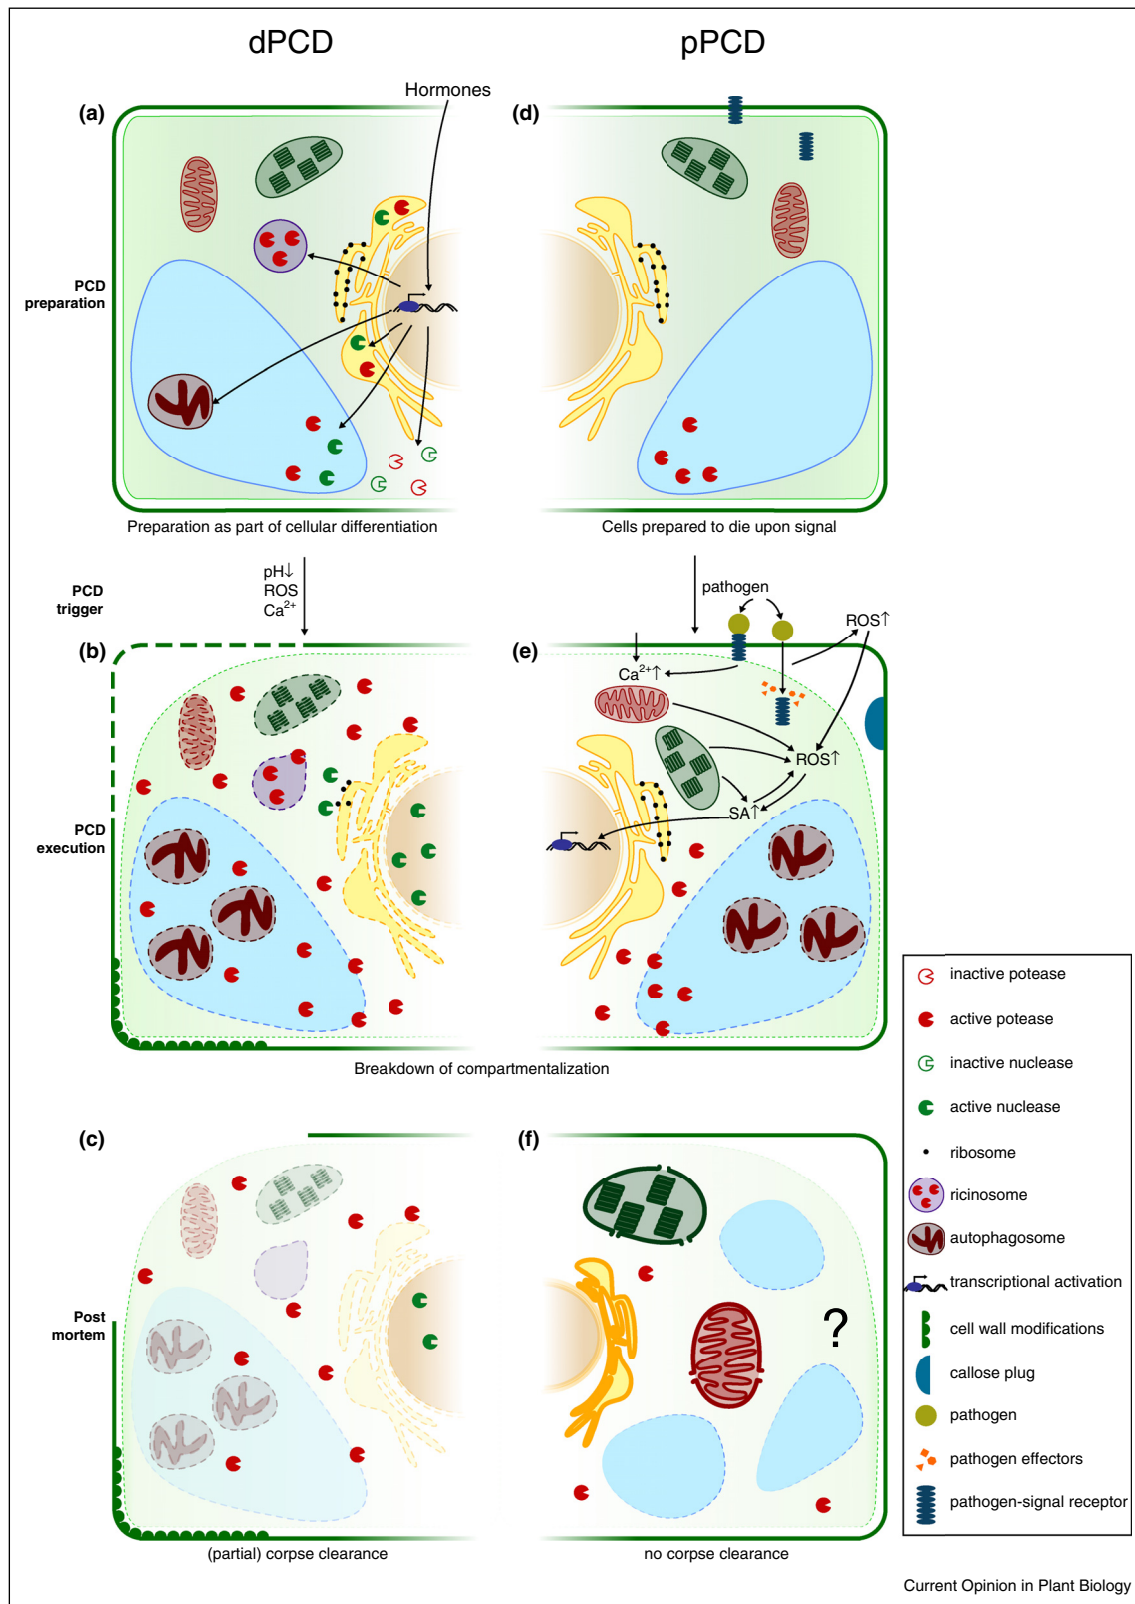 dPCD
pPCD
(a)
Hormones
(d)
PCD
preparation
Preparation as part of cellular differentiation
Cells prepared to die upon signal
PCD
trigger
pH↓
ROS
Ca2+
pathogen
ROS↑
(b)
(e)
Ca2+↑
ROS↑
SA↑
PCD
execution
Breakdown of compartmentalization
(c)
(f)
Post
mortem
?
(partial) corpse clearance
no corpse clearance
inactive potease
active potease
inactive nuclease
active nuclease
ribosome
ricinosome
autophagosome
transcriptional activation
cell wall modifications
callose plug
pathogen
pathogen effectors
pathogen-signal receptor
Current Opinion in Plant Biology